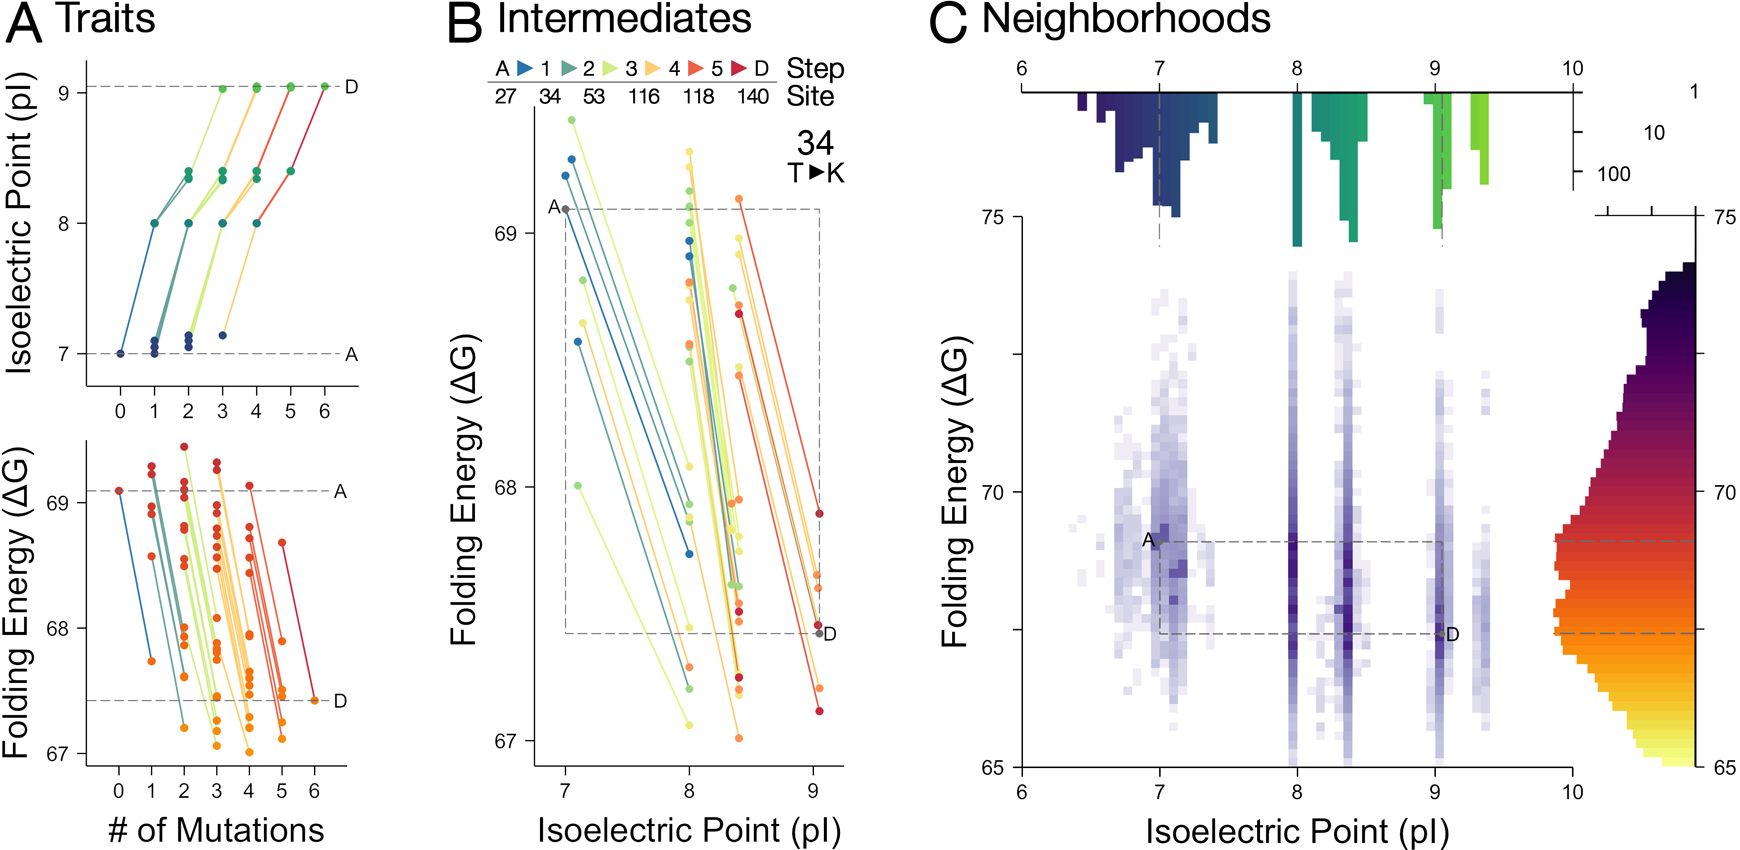 A Traits
Isoelectric Point (pI)
9
8
7
D
A
0 1 2 3 4 5 6
Folding Energy (ΔG)
69
68
67
A
D
0 1 2 3 4 5 6
# of Mutations
B Intermediates
A ▶ 1 ▶ 2 ▶ 3 ▶ 4 ▶ 5 ▶ D Step
27 34 53 116 118 140 Site
34
T▶K
Folding Energy (ΔG)
69
68
67
A
D
7 8 9
Isoelectric Point (pI)
C Neighborhoods
6 7 8 9 10
1
10
100
75
70
65
Folding Energy (ΔG)
A
D
75
70
65
6 7 8 9 10
Isoelectric Point (pI)